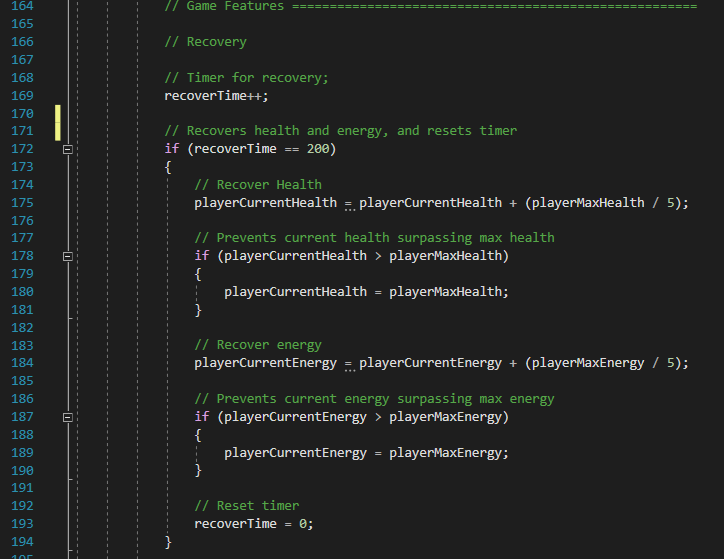 164 // Game Features ======================================================
165
166 // Recovery
167
168 // Timer for recovery;
169 recoverTime++;
170
171 // Recovers health and energy, and resets timer
172 if (recoverTime == 200)
173 {
174 // Recover Health
175 playerCurrentHealth = playerCurrentHealth + (playerMaxHealth / 5);
176
177 // Prevents current health surpassing max health
178 if (playerCurrentHealth > playerMaxHealth)
179 {
180 playerCurrentHealth = playerMaxHealth;
181 }
182
183 // Recover energy
184 playerCurrentEnergy = playerCurrentEnergy + (playerMaxEnergy / 5);
185
186 // Prevents current energy surpassing max energy
187 if (playerCurrentEnergy > playerMaxEnergy)
188 {
189 playerCurrentEnergy = playerMaxEnergy;
190 }
191
192 // Reset timer
193 recoverTime = 0;
194 }